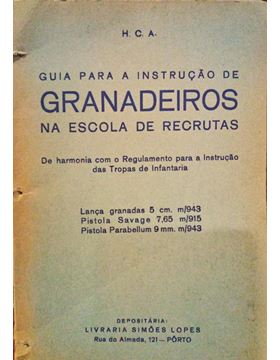 H. C. A.
GUIA PARA A INSTRUÇÃO DE
GRANADEIROS
NA ESCOLA DE RECRUTAS
De harmonia com o Regulamento para a Instrução
das Tropas de Infantaria
Lança granadas 5 cm. m/943
Pistola Savage 7,65 m/915
Pistola Parabellum 9 mm. m/943
DEPOSITÁRIA:
LIVRARIA SIMÕES LOPES
Rua do Almada, 121 — PÔRTO